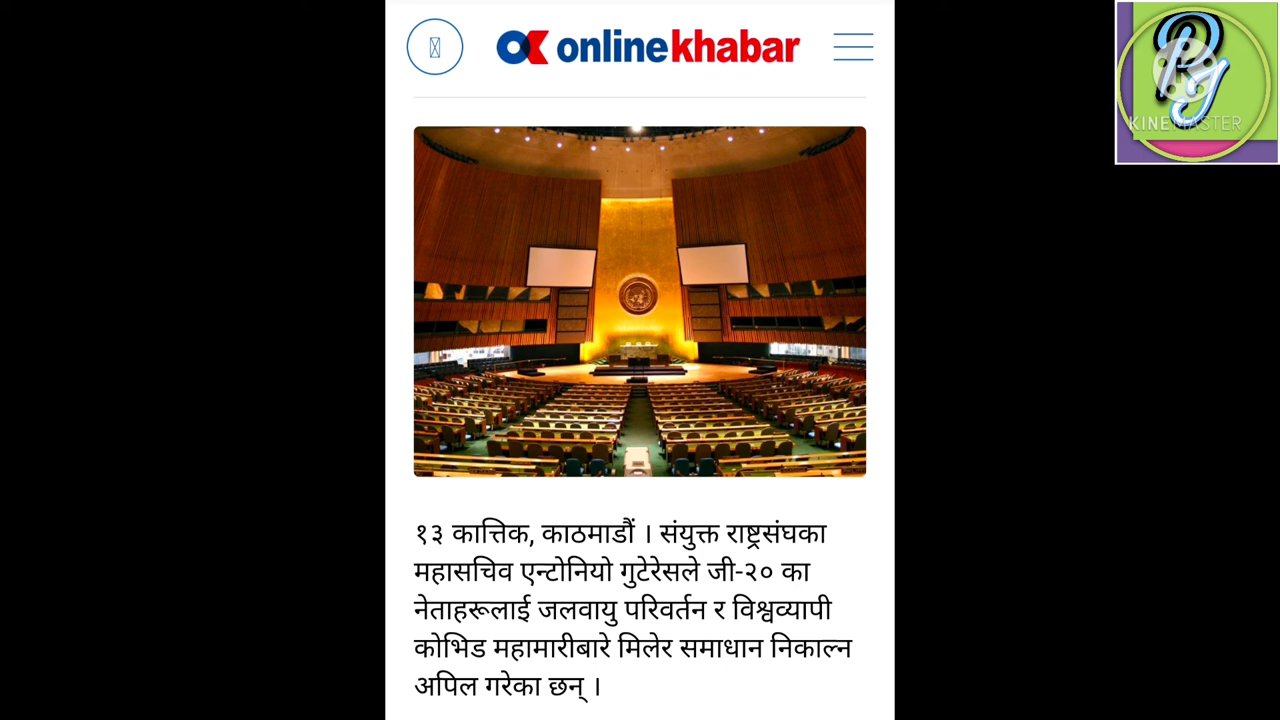 onlinekhabar
Rg
KINEMASTER
१३ कात्तिक, काठमाडौं । संयुक्त राष्ट्रसंघका
महासचिव एन्टोनियो गुटेरेसले जी-२० का
नेताहरूलाई जलवायु परिवर्तन र विश्वव्यापी
कोभिड महामारीबारे मिलेर समाधान निकाल्न
अपिल गरेका छन् ।